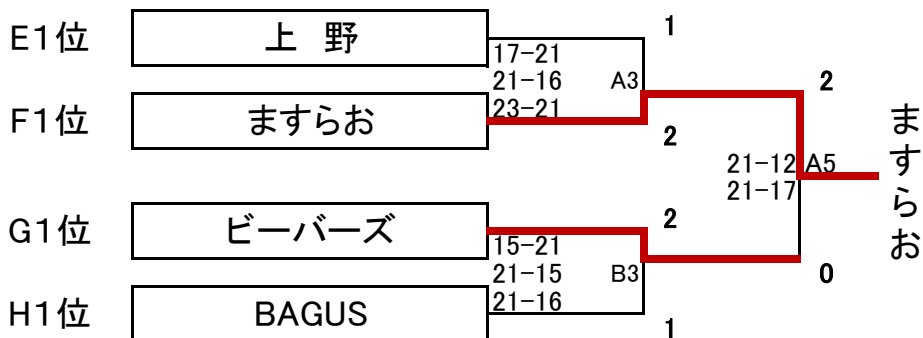 E1位 上　野 1
17-21
21-16 A3 2
F1位 ますらお 23-21
2
21-12 A5
21-17
ますらお
G1位 ビーバーズ 2
15-21
21-15 B3 0
H1位 BAGUS 21-16
1